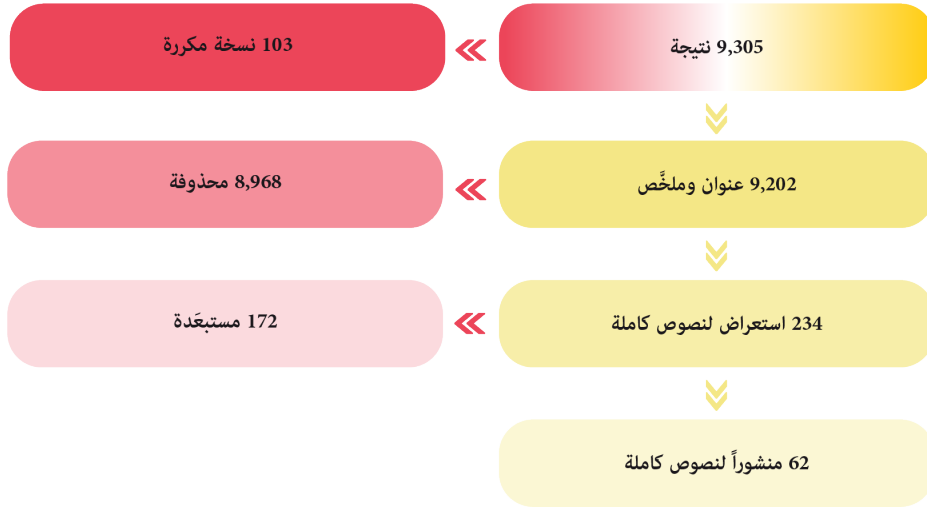 9,305 نتيجة
103 نسخة مكررة
9,202 عنوان وملخَّص
8,968 محذوفة
234 استعراض لنصوص كاملة
172 مستبعَدة
62 منشوراً لنصوص كاملة